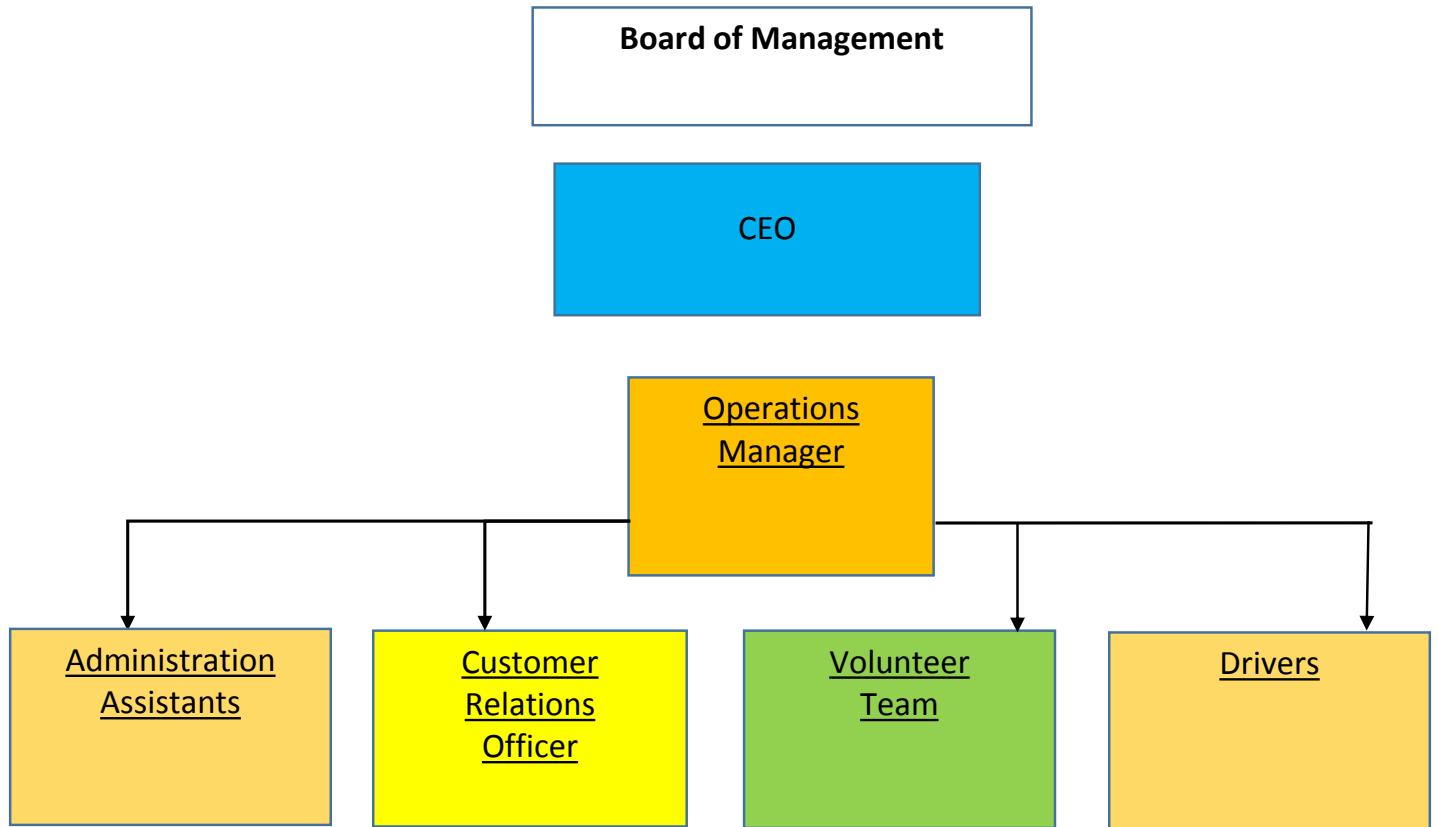 Board of Management
CEO
Operations
Manager
Administration
Assistants
Customer
Relations
Officer
Volunteer
Team
Drivers